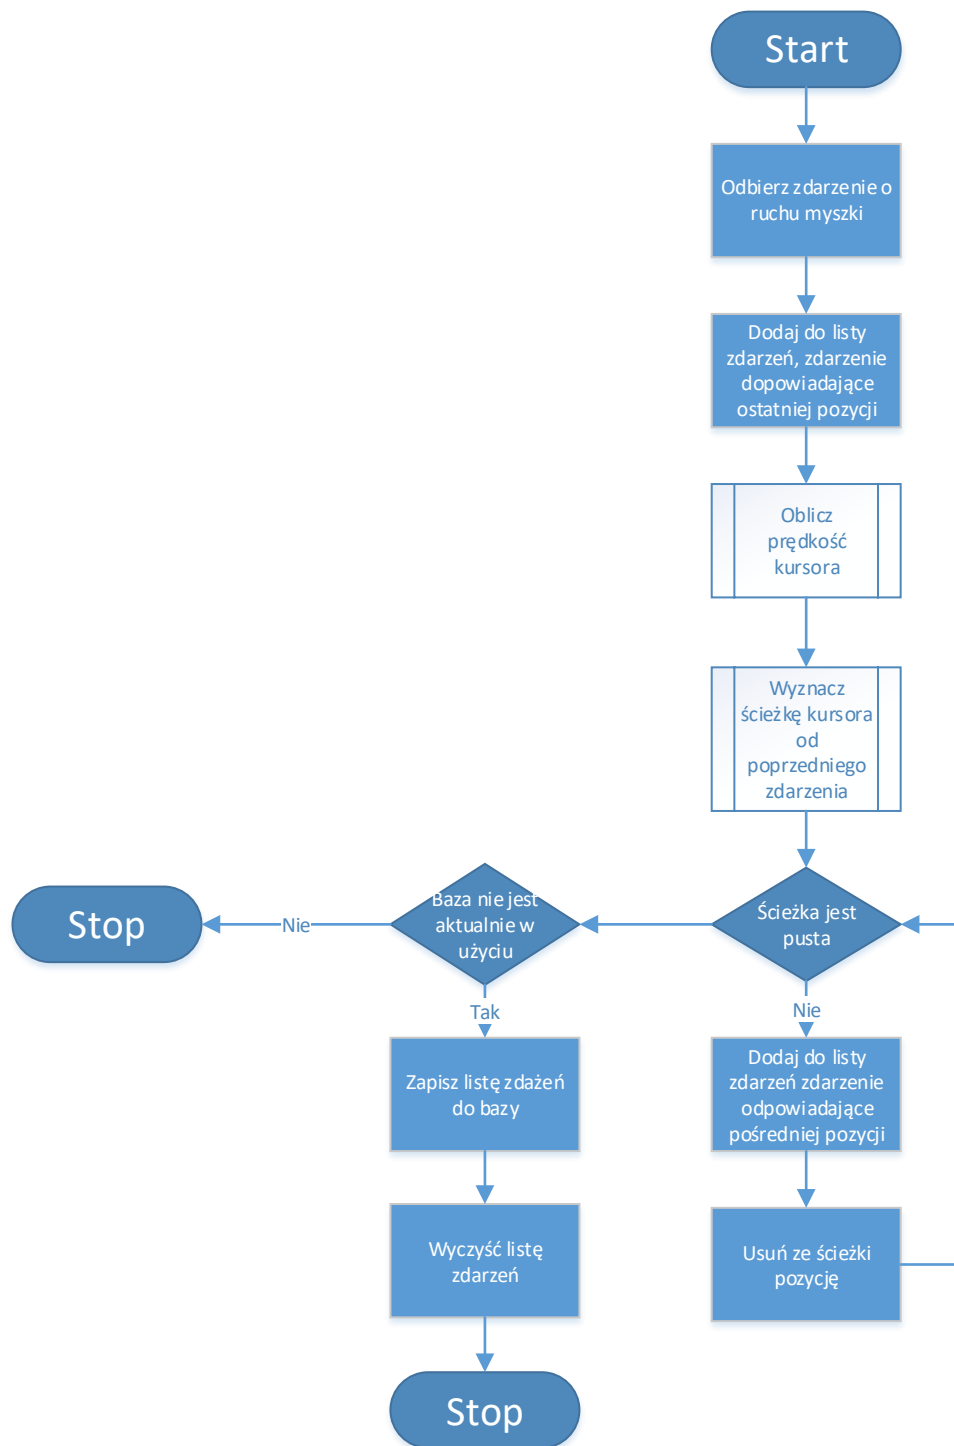 Start
Odbierz zdarzenie o
ruchu myszki
Dodaj do listy
zdarzeń, zdarzenie
dopowiadające
ostatniej pozycji
Oblicz
prędkość
kursora
Wyznacz
ścieżkę kursora
od
poprzedniego
zdarzenia
Ścieżka jest
pusta
Baza nie jest
aktualnie w
użyciu
Nie
Stop
Tak
Zapisz listę zdażeń
do bazy
Wyczyść listę
zdarzeń
Stop
Nie
Dodaj do listy
zdarzeń zdarzenie
odpowiadające
pośredniej pozycji
Usuń ze ścieżki
pozycję